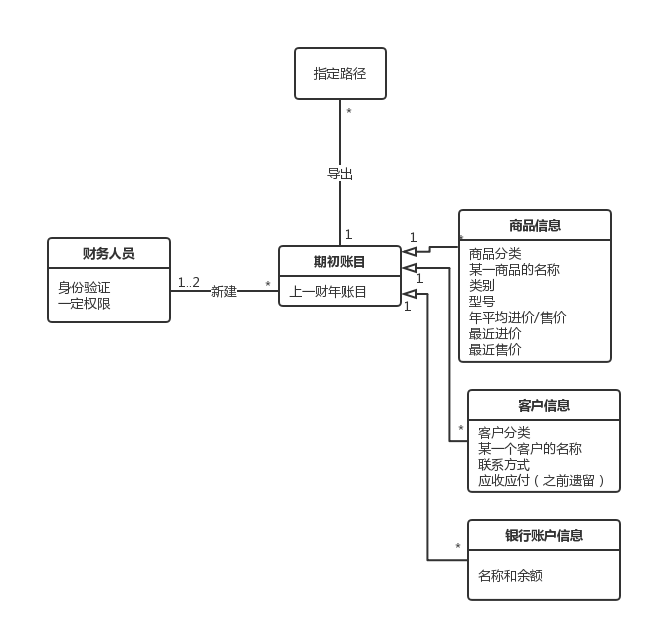 指定路径
*
导出
1
财务人员
身份验证
一定权限
1..2
新建
*
期初账目
上一财年账目
1
*
1
1
商品信息
商品分类
某一商品的名称
类别
型号
年平均进价/售价
最近进价
最近售价
*
客户信息
客户分类
某一个客户的名称
联系方式
应收应付（之前遗留）
*
银行账户信息
名称和余额